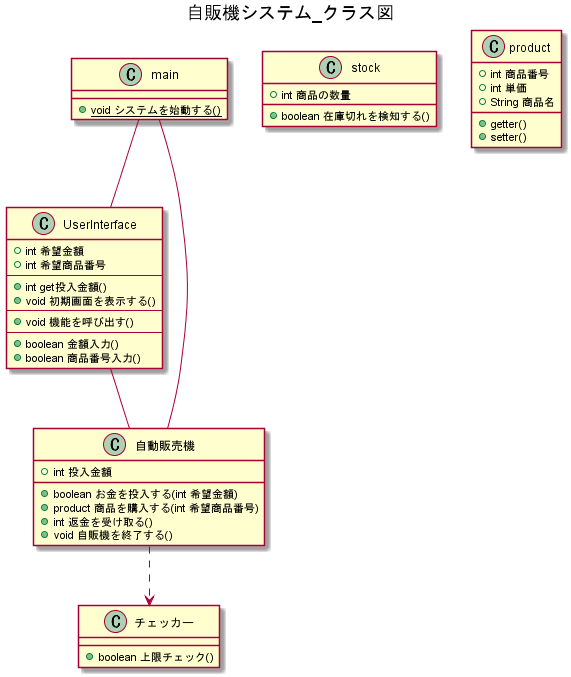 自販機システム_クラス図
C main
void システムを始動する()
C stock
int 商品の数量
boolean 在庫切れを検知する()
C product
int 商品番号
int 単価
String 商品名
getter()
setter()
C UserInterface
int 希望金額
int 希望商品番号
int get投入金額()
void 初期画面を表示する()
void 機能を呼び出す()
boolean 金額入力()
boolean 商品番号入力()
C 自動販売機
int 投入金額
boolean お金を投入する(int 希望金額)
product 商品を購入する(int 希望商品番号)
int 返金を受け取る()
void 自販機を終了する()
C チェッカー
boolean 上限チェック()